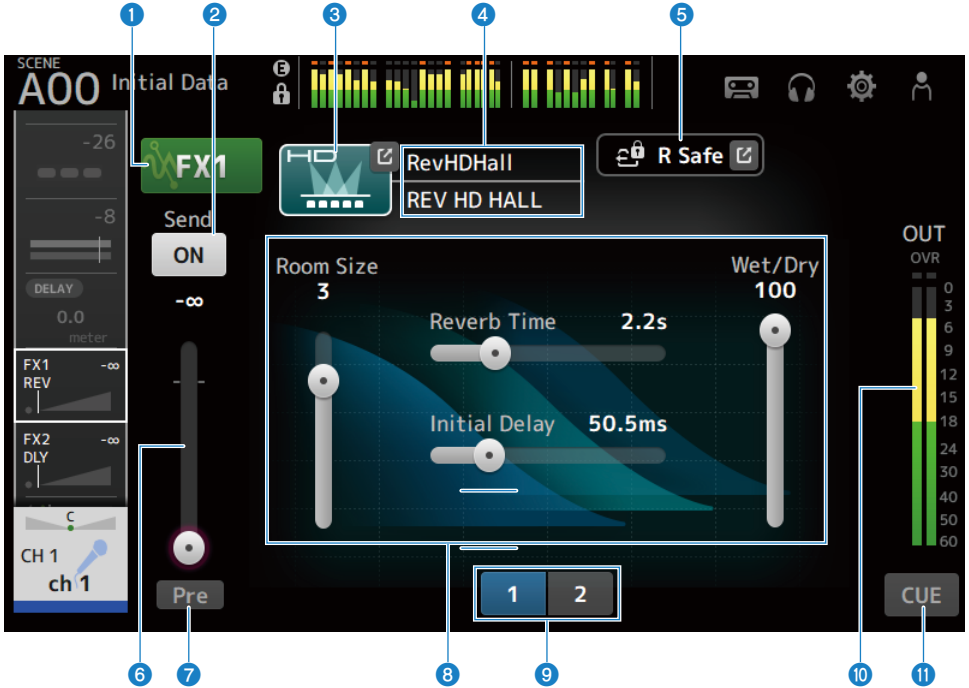 1 2 3 4 5
SCENE
A00 Initial Data
E
-26
-8
DELAY
0.0
meter
FX1 -∞
REV
FX2 -∞
DLY
C
CH 1
ch 1
FX1
Send
ON
-∞
Pre
HD
RevHDHall
REV HD HALL
R Safe
Room Size
3
Reverb Time 2.2s
Initial Delay 50.5ms
Wet/Dry
100
1 2
OUT
OVR
0
3
6
9
12
15
18
24
30
40
50
60
CUE
6 7 8 9 10 11